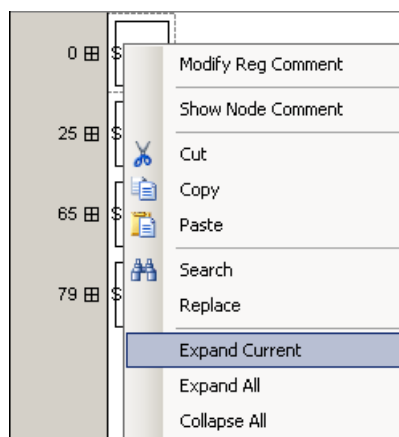 0 S
Modify Reg Comment
Show Node Comment
25 S
Cut
Copy
65 S
Paste
Search
79 S
Replace
Expand Current
Expand All
Collapse All